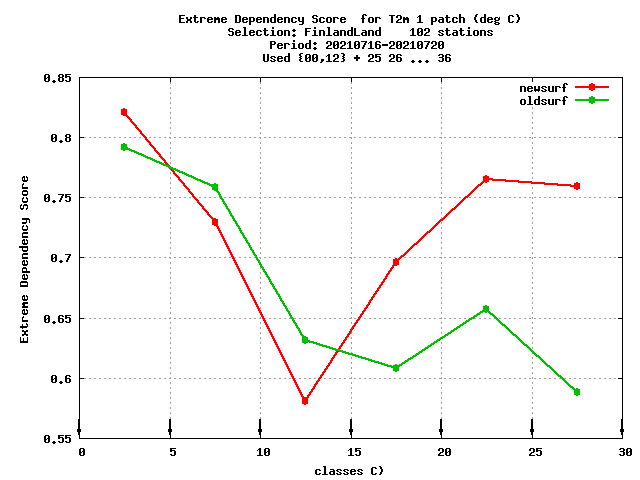 Extreme Dependency Score  for T2m 1 patch (deg C)
Selection: FinlandLand    102 stations
Period: 20210716-20210720
Used {00,12} + 25 26 ... 36
newsurf
oldsurf
Extreme Dependency Score
0.85
0.8
0.75
0.7
0.65
0.6
0.55
0 5 10 15 20 25 30
classes C)